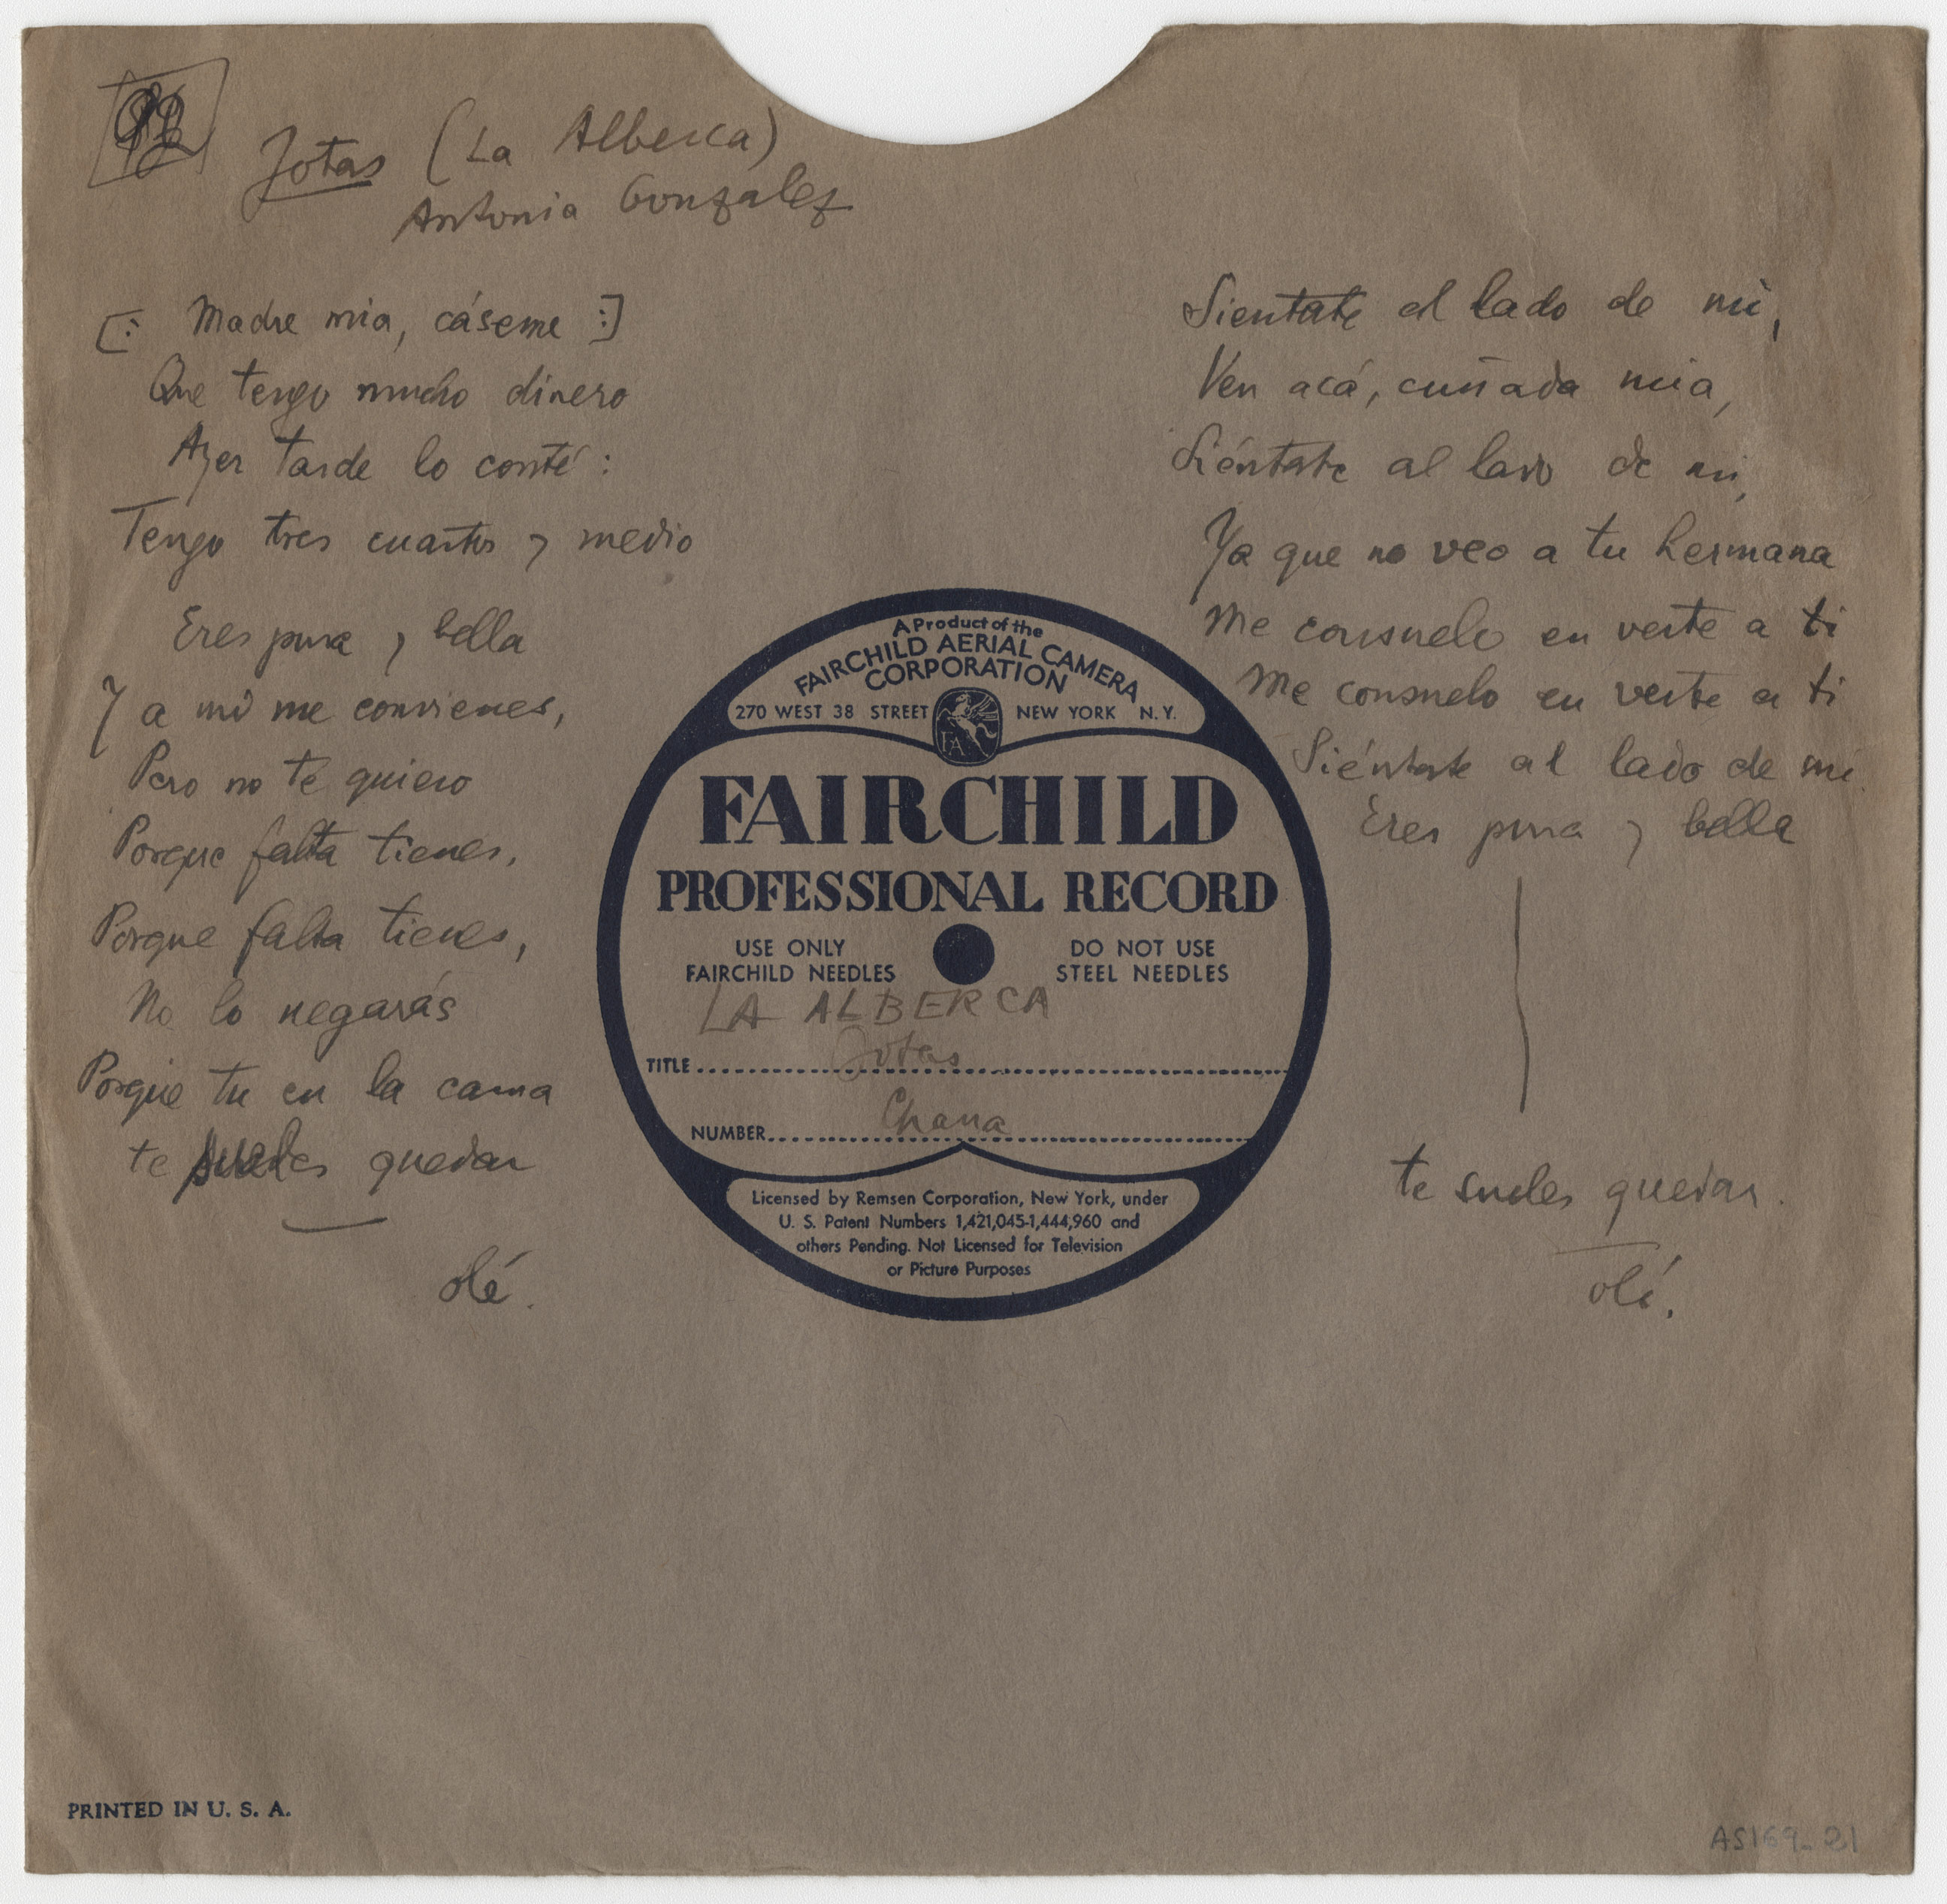 Jotas (La Alberca)
Antonia Gonzalez
[: Madre mia, cáseme :]
Que tengo mucho dinero
Ayer tarde lo conté:
Tengo tres cuartos y medio
Eres pura y bella
Y a mi me convienes,
Pero no te quiero
Porque falta tienes,
Porque falta tienes,
No lo negarás
Porque tu en la cama
te sueles quedar
olé.
Sientate al lado de mi,
Ven acá, cuñada mia,
Siéntate al lado de mi,
Ya que no veo a tu hermana
Me consuelo en verte a ti
Me consuelo en verte a ti
Siéntate al lado de mi
Eres pura y bella
te sueles quedar.
olé.
A Product of the
FAIRCHILD AERIAL CAMERA
CORPORATION
270 WEST 38 STREET NEW YORK N.Y.
FA
FAIRCHILD
PROFESSIONAL RECORD
USE ONLY
FAIRCHILD NEEDLES
DO NOT USE
STEEL NEEDLES
LA ALBERCA
TITLE Jotas
NUMBER Chana
Licensed by Remsen Corporation, New York, under
U. S. Patent Numbers 1,421,045-1,444,960 and
others Pending. Not Licensed for Television
or Picture Purposes
PRINTED IN U. S. A.
AS169-21